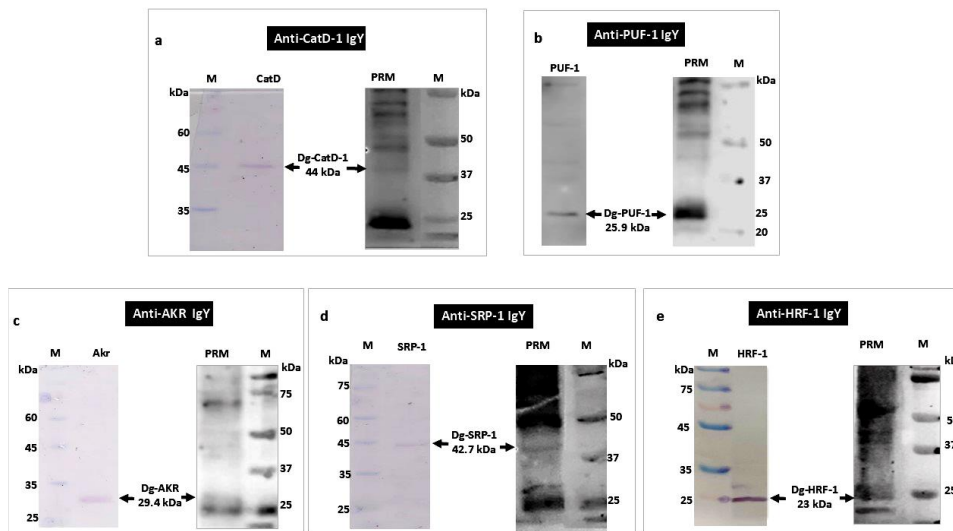 a
Anti-CatD-1 IgY
M CatD PRM M
kDa kDa
60
45
35
50
37
25
Dg-CatD-1
44 kDa
b
Anti-PUF-1 IgY
PUF-1 PRM M
kDa
50
37
25
20
Dg-PUF-1
25.9 kDa
c
Anti-AKR IgY
M Akr PRM M
kDa kDa
60
45
35
25
75
50
37
25
Dg-AKR
29.4 kDa
d
Anti-SRP-1 IgY
M SRP-1 PRM M
kDa kDa
75
60
45
35
25
50
37
25
Dg-SRP-1
42.7 kDa
e
Anti-HRF-1 IgY
M HRF-1 PRM M
kDa
75
45
35
25
50
37
25
Dg-HRF-1
23 kDa